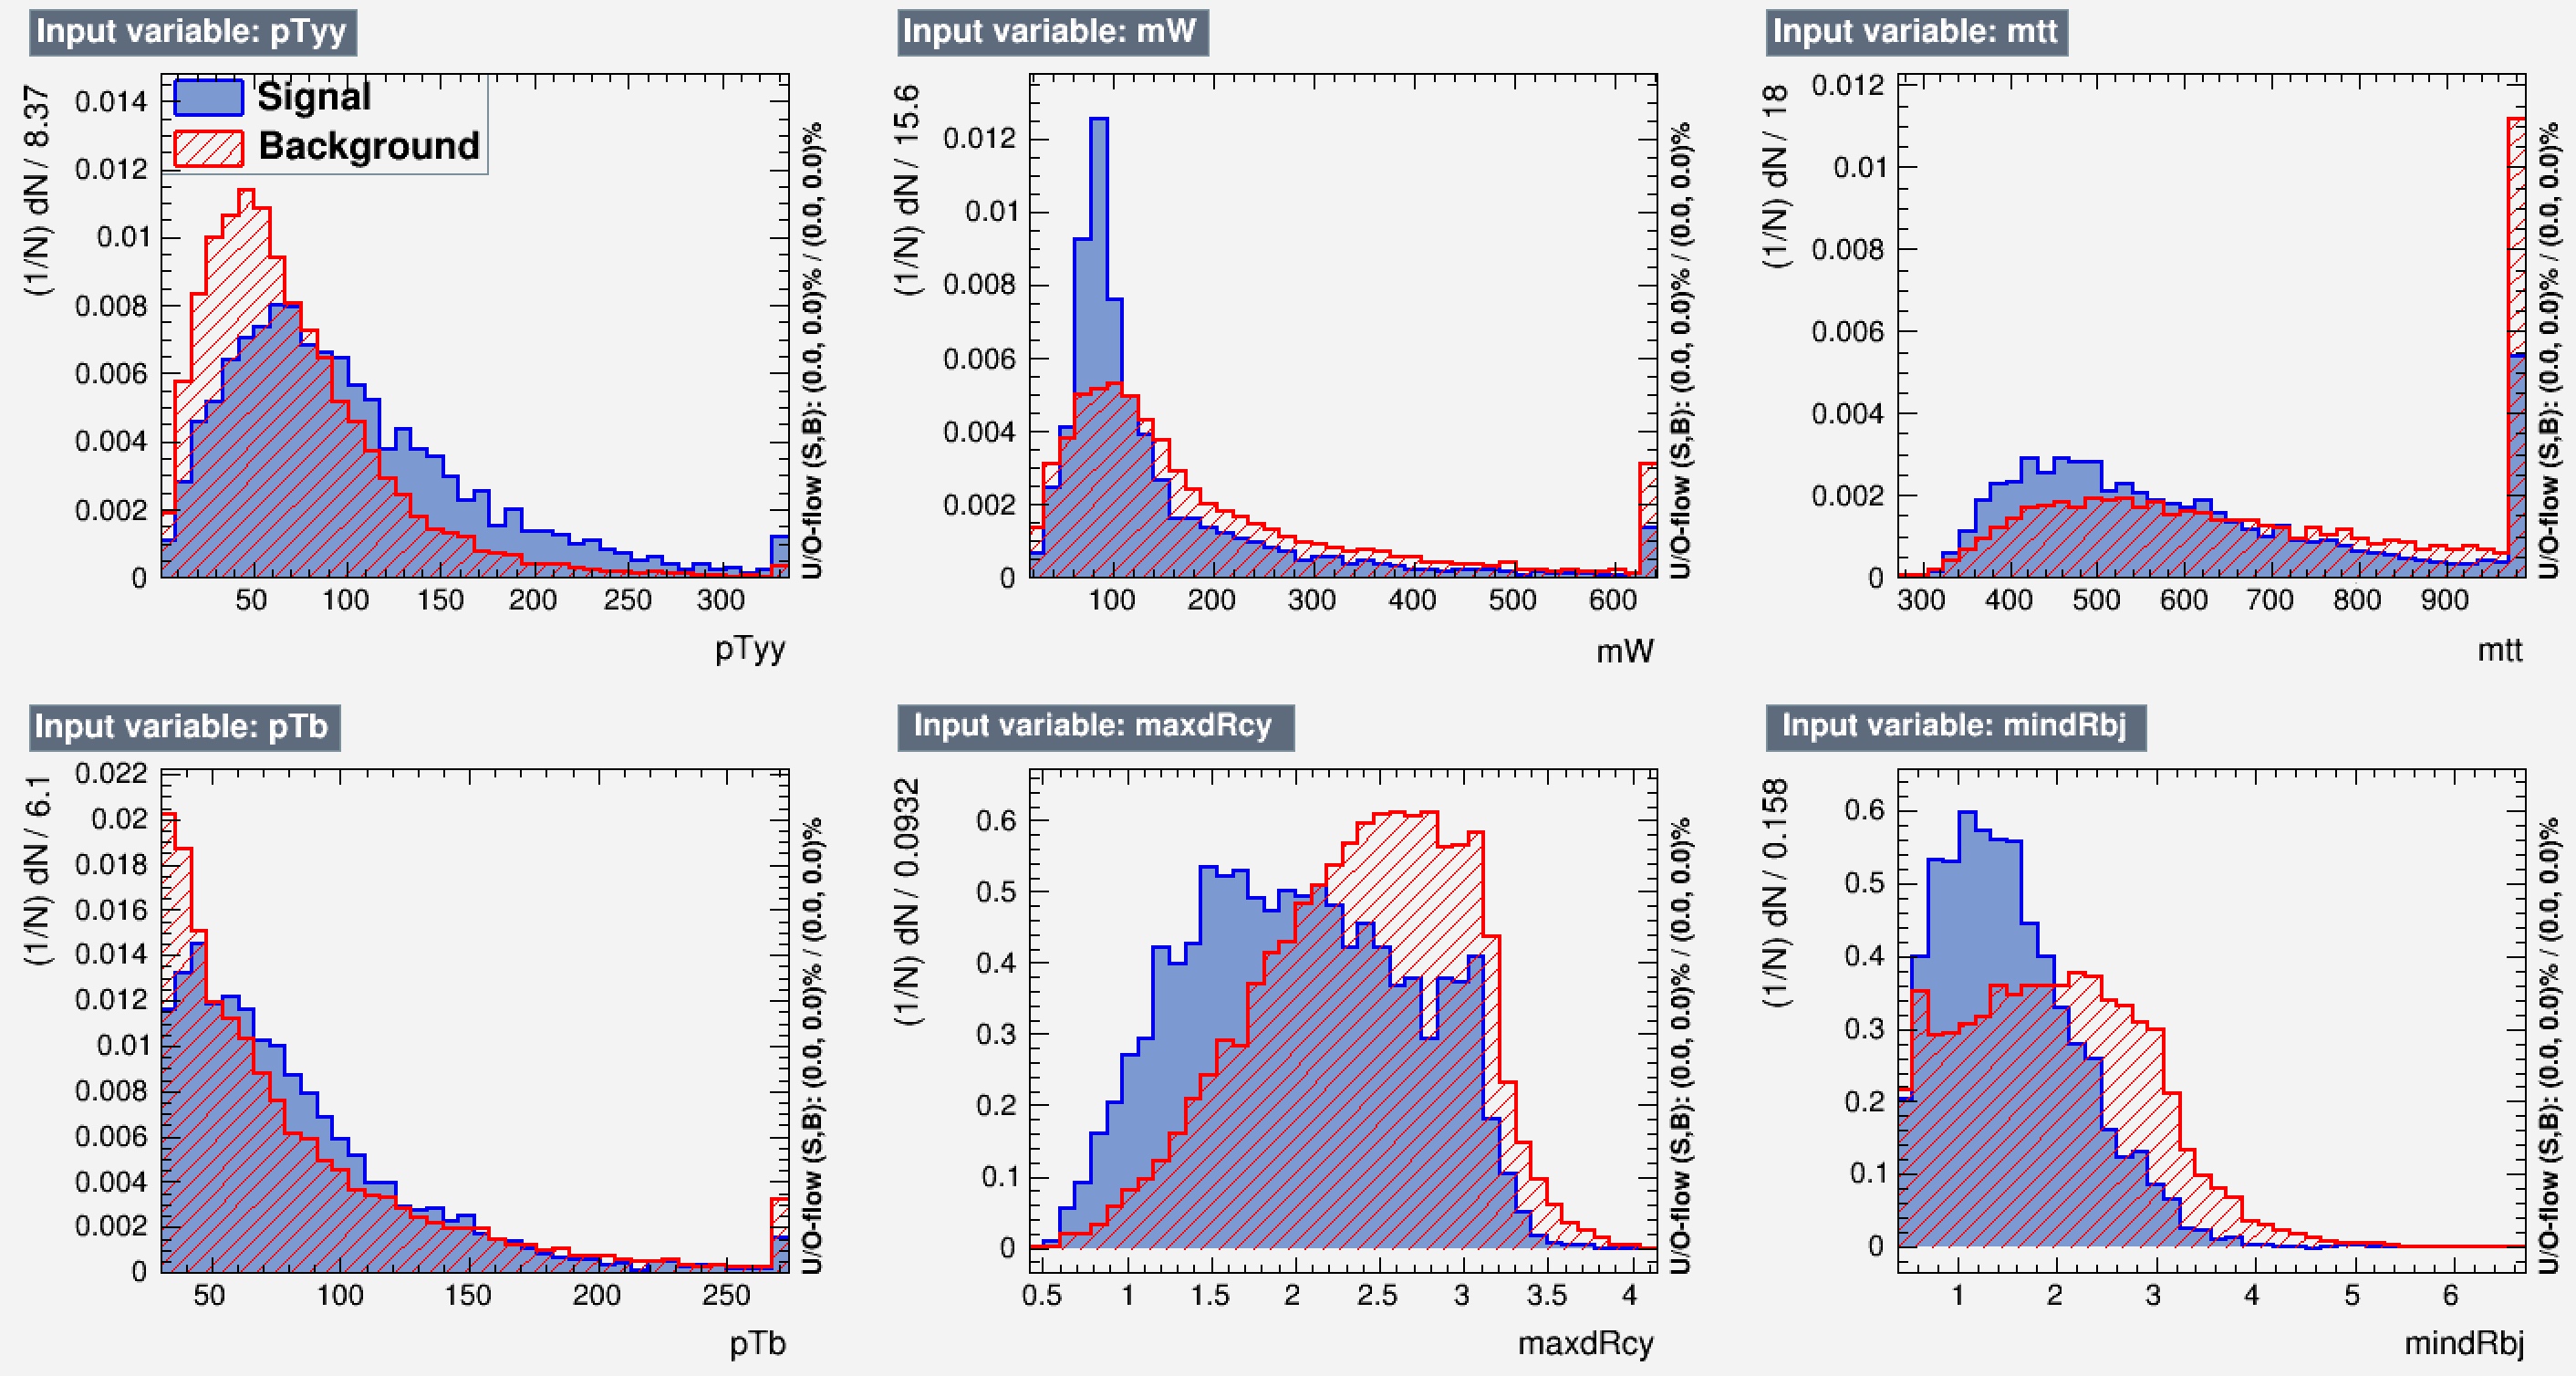 Input variable: pTyy
(1/N) dN / 8.37
Signal
Background
0.014
0.012
0.01
0.008
0.006
0.004
0.002
0
50 100 150 200 250 300
pTyy
U/O-flow (S,B): (0.0, 0.0)% / (0.0, 0.0)%
Input variable: mW
(1/N) dN / 15.6
0.012
0.01
0.008
0.006
0.004
0.002
0
100 200 300 400 500 600
mW
U/O-flow (S,B): (0.0, 0.0)% / (0.0, 0.0)%
Input variable: mtt
(1/N) dN / 18
0.012
0.01
0.008
0.006
0.004
0.002
0
300 400 500 600 700 800 900
mtt
U/O-flow (S,B): (0.0, 0.0)% / (0.0, 0.0)%
Input variable: pTb
(1/N) dN / 6.1
0.022
0.02
0.018
0.016
0.014
0.012
0.01
0.008
0.006
0.004
0.002
0
50 100 150 200 250
pTb
U/O-flow (S,B): (0.0, 0.0)% / (0.0, 0.0)%
Input variable: maxdRcy
(1/N) dN / 0.0932
0.6
0.5
0.4
0.3
0.2
0.1
0
0.5 1 1.5 2 2.5 3 3.5 4
maxdRcy
U/O-flow (S,B): (0.0, 0.0)% / (0.0, 0.0)%
Input variable: mindRbj
(1/N) dN / 0.158
0.6
0.5
0.4
0.3
0.2
0.1
0
1 2 3 4 5 6
mindRbj
U/O-flow (S,B): (0.0, 0.0)% / (0.0, 0.0)%